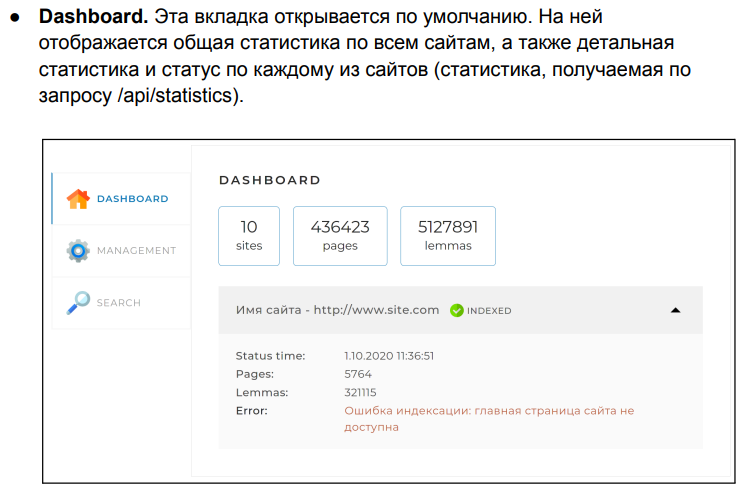 ● Dashboard. Эта вкладка открывается по умолчанию. На ней
отображается общая статистика по всем сайтам, а также детальная
статистика и статус по каждому из сайтов (статистика, получаемая по
запросу /api/statistics).
DASHBOARD
MANAGEMENT
SEARCH
DASHBOARD
10
sites
436423
pages
5127891
lemmas
Имя сайта - http://www.site.com INDEXED
Status time: 1.10.2020 11:36:51
Pages: 5764
Lemmas: 321115
Error: Ошибка индексации: главная страница сайта не
доступна